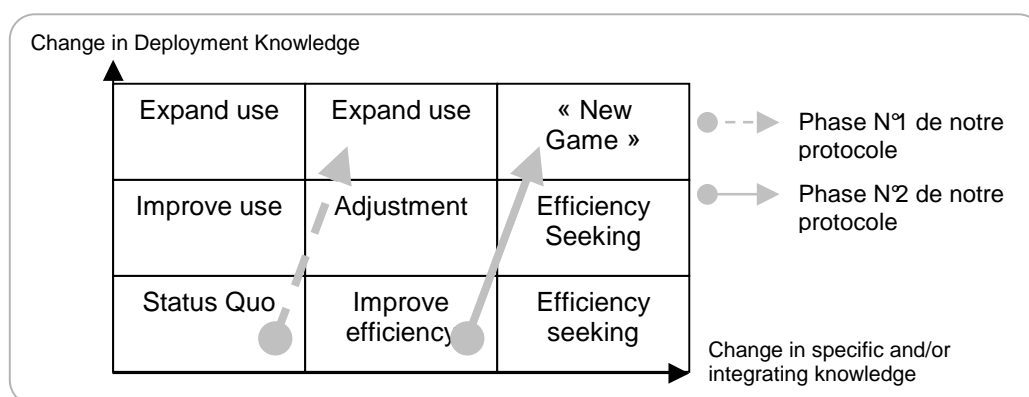 Change in Deployment Knowledge
Expand use
Expand use
« New
Game »
Phase N°1 de notre
protocole
Improve use
Adjustment
Efficiency
Seeking
Phase N°2 de notre
protocole
Status Quo
Improve
efficiency
Efficiency
seeking
Change in specific and/or
integrating knowledge